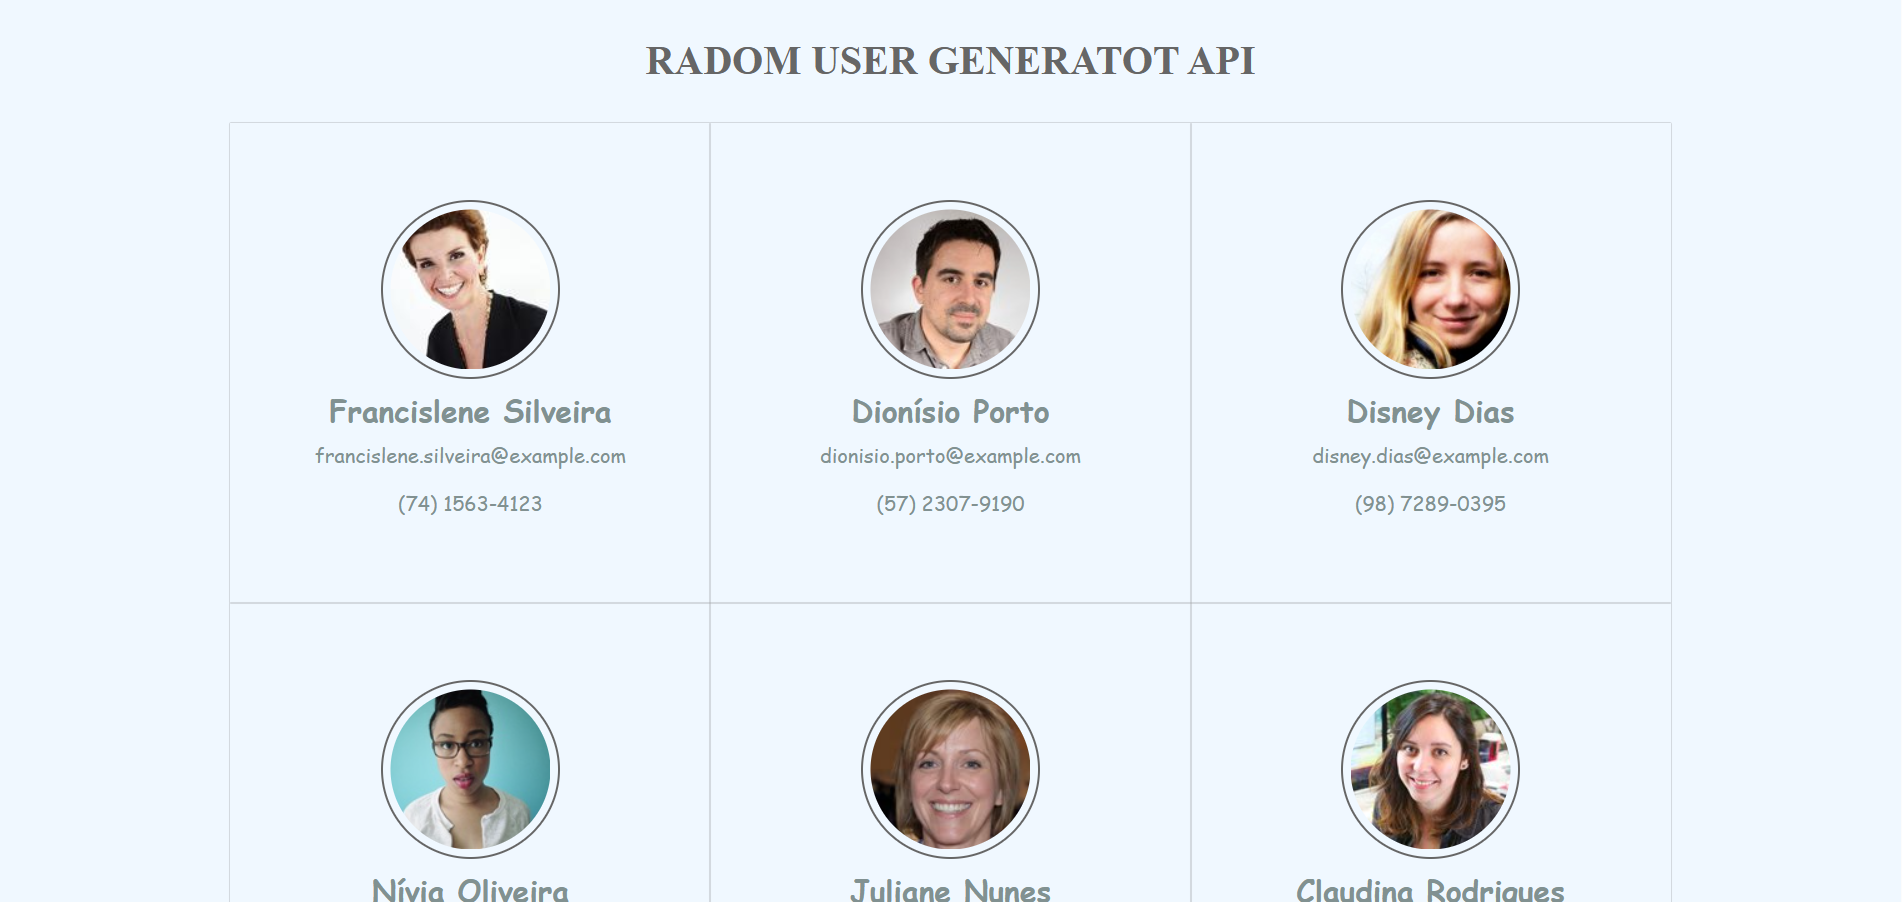 RADOM USER GENERATOT API
Francislene Silveira
francislene.silveira@example.com
(74) 1563-4123
Dionísio Porto
dionisio.porto@example.com
(57) 2307-9190
Disney Dias
disney.dias@example.com
(98) 7289-0395
Nívia Oliveira
Juliane Nunes
Claudina Rodrigues